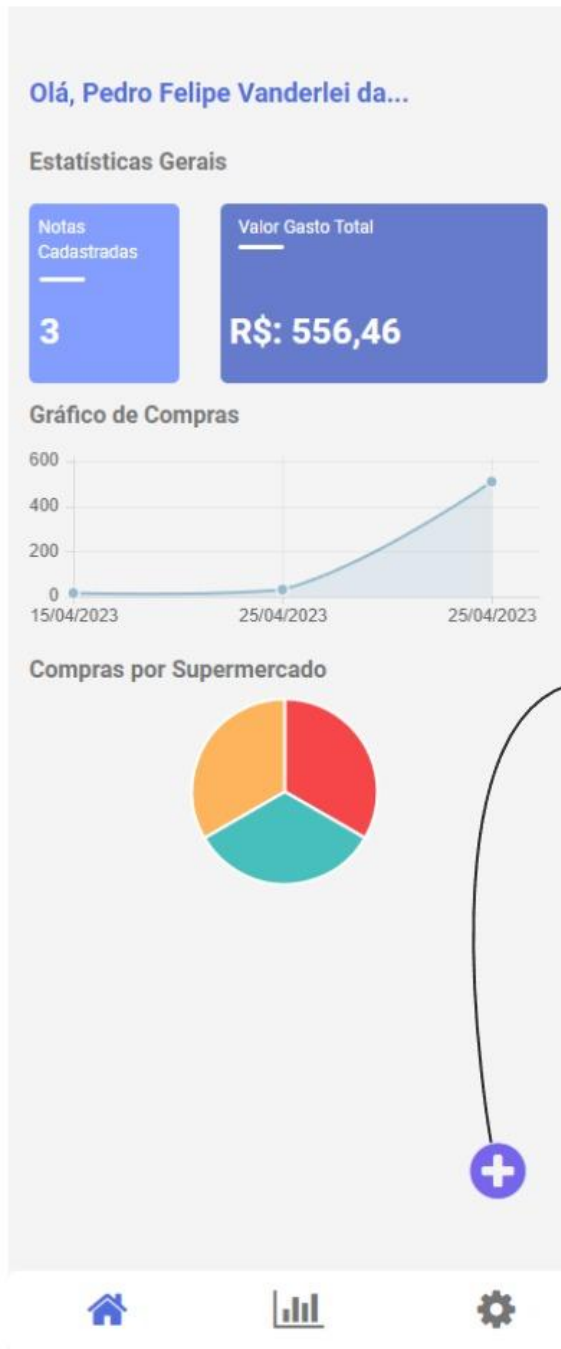 Olá, Pedro Felipe Vanderlei da...
Estatísticas Gerais
Notas
Cadastradas
3
Valor Gasto Total
R$: 556,46
Gráfico de Compras
600
400
200
0
15/04/2023
25/04/2023
25/04/2023
Compras por Supermercado